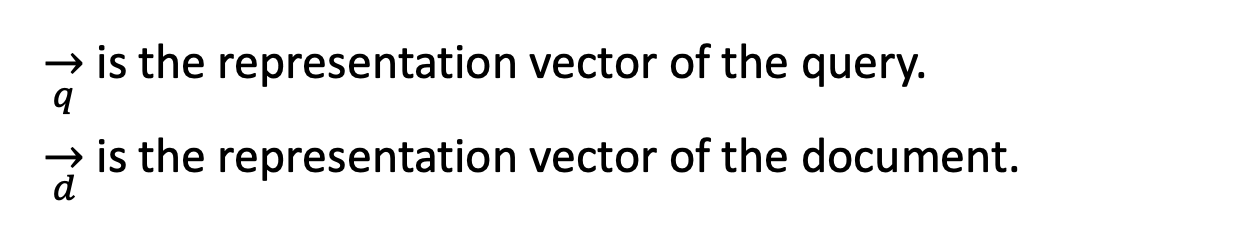 → is the representation vector of the query.
q
→ is the representation vector of the document.
d